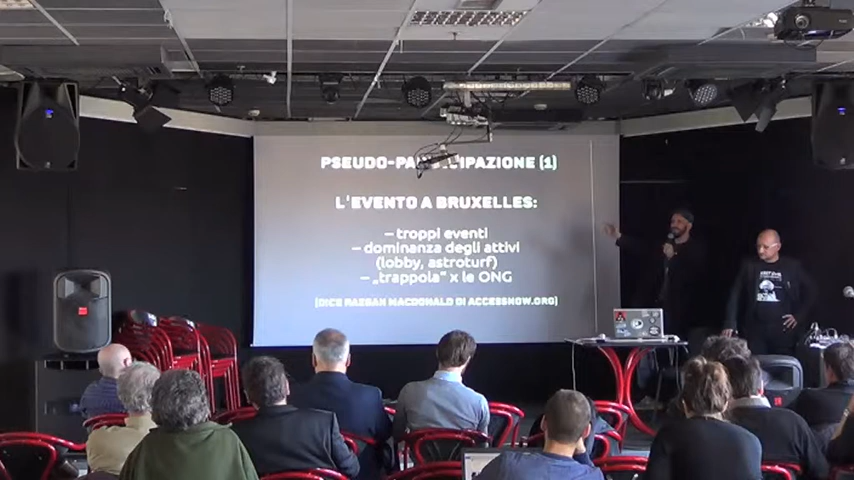 PSEUDO-PARTECIPAZIONE (1)
L'EVENTO A BRUXELLES:
– troppi eventi
– dominanza degli attivi
(lobby, astroturf)
– „trappola“ x le ONG
(DICE RAEGAN MACDONALD DI ACCESSNOW.ORG)